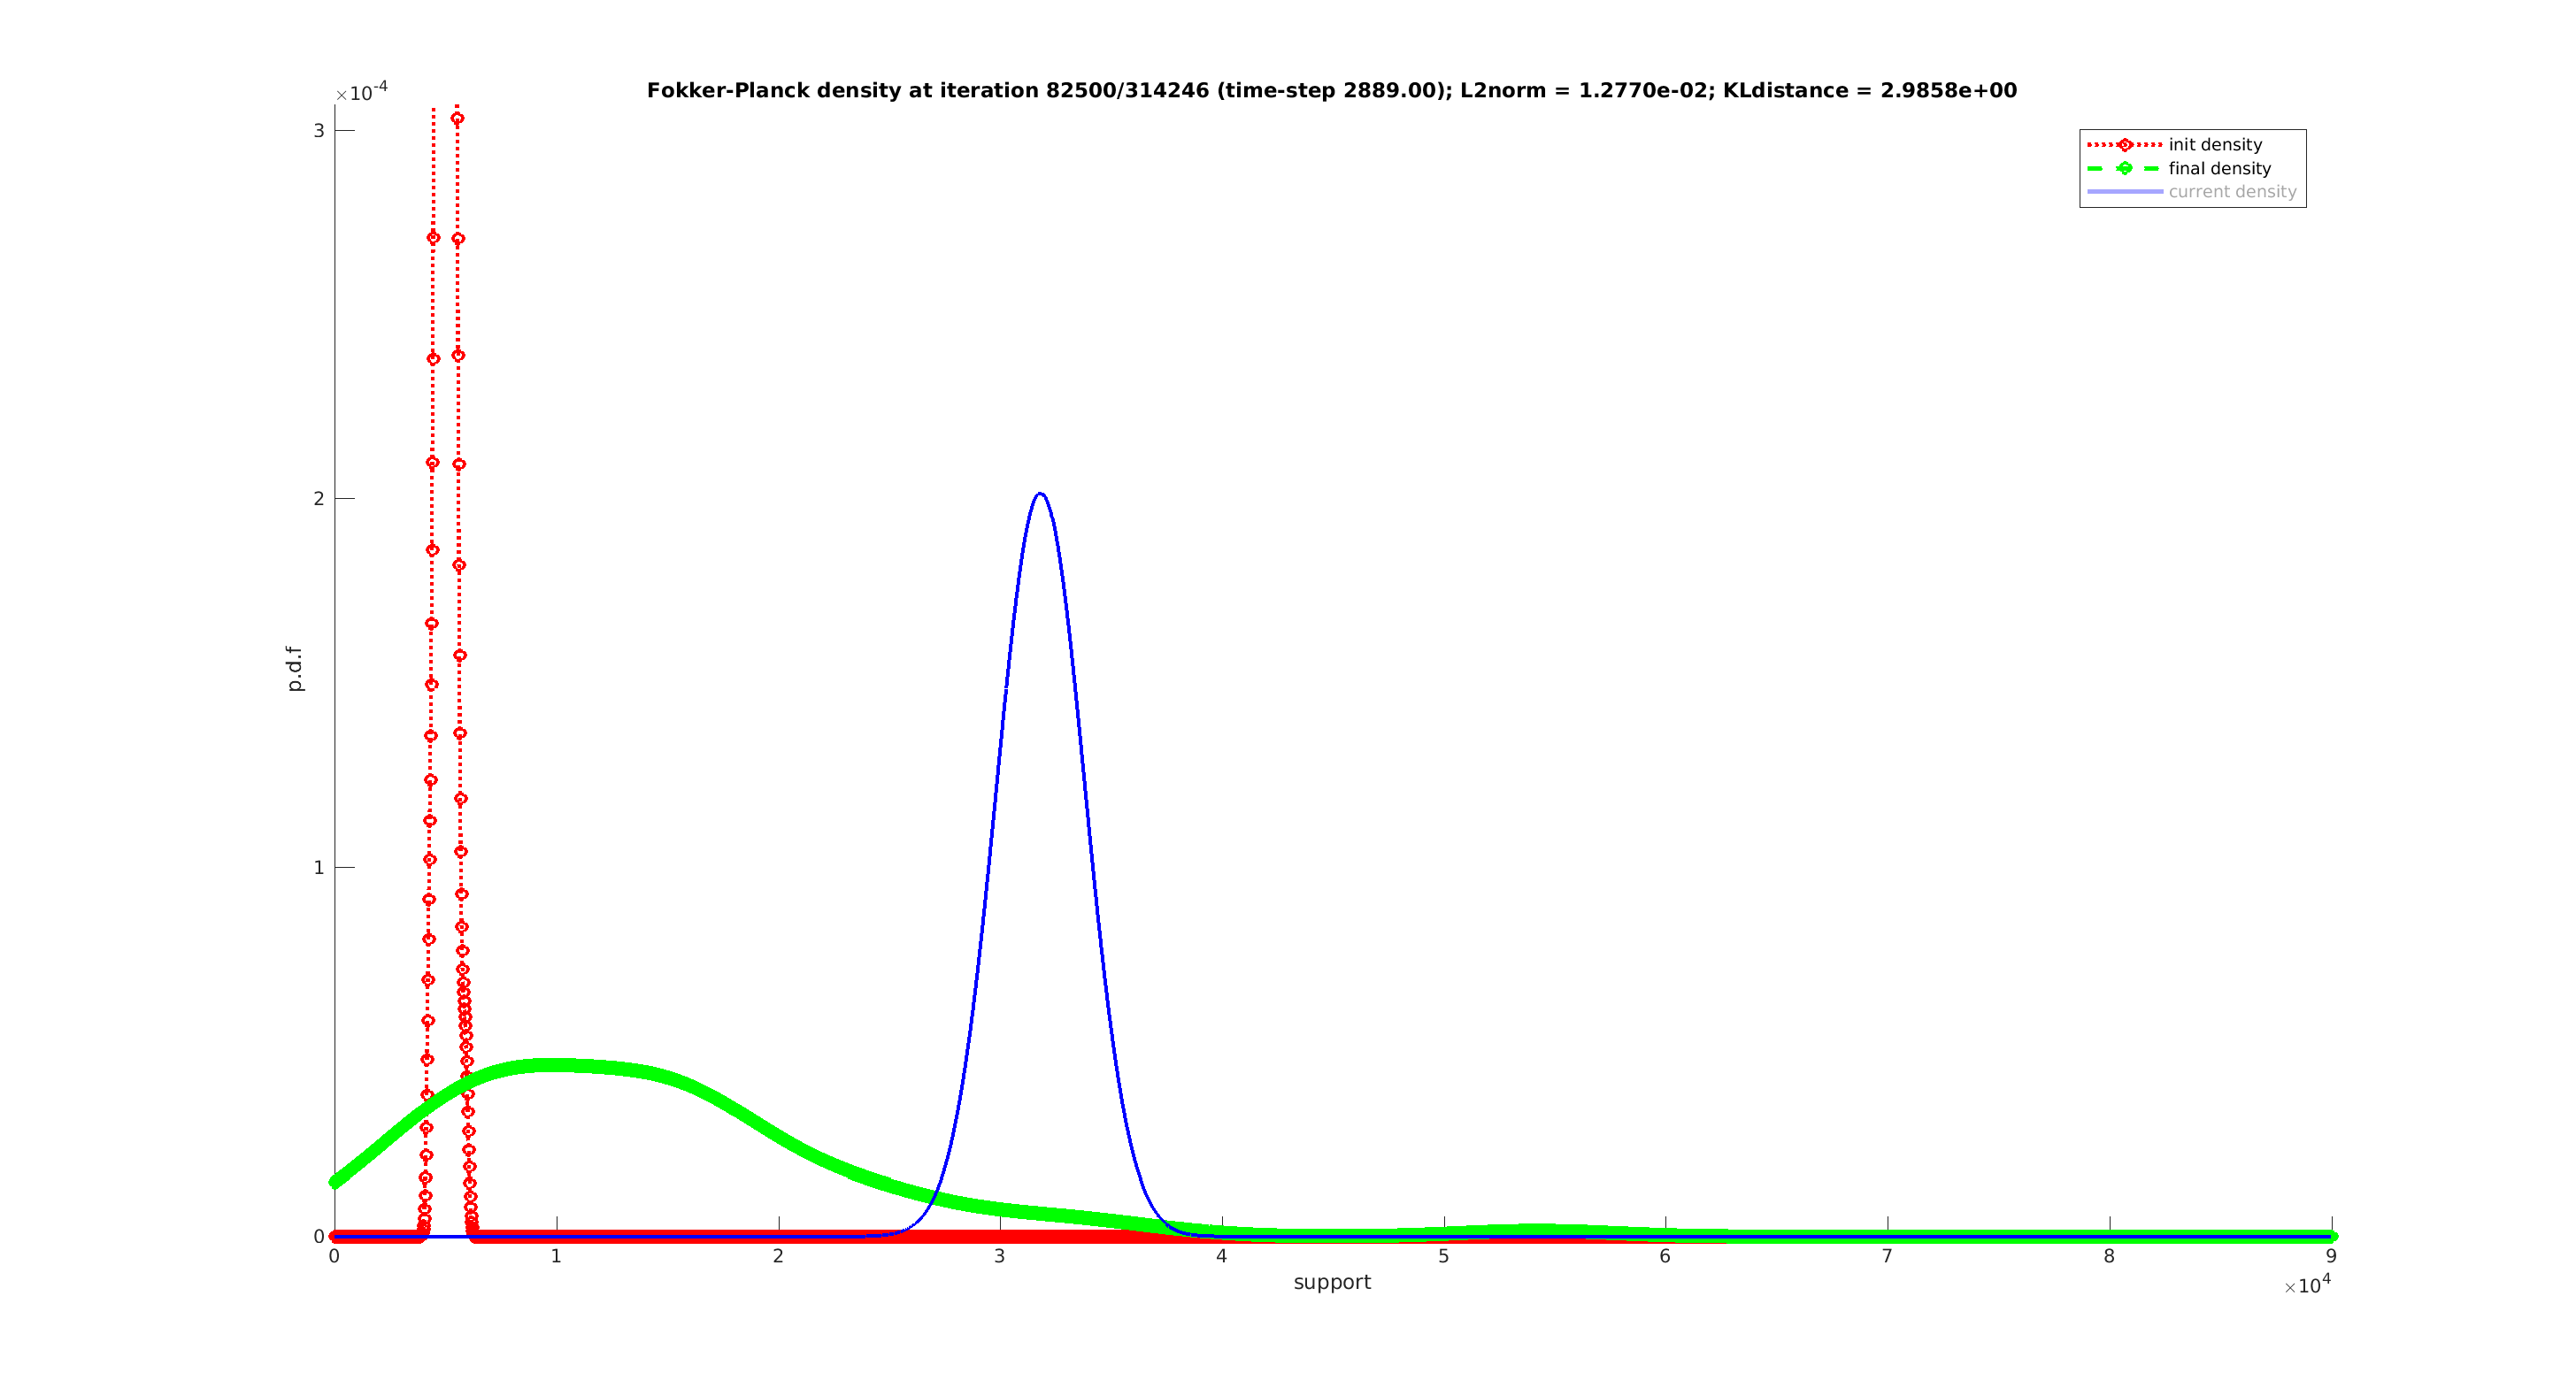 Fokker-Planck density at iteration 82500/314246 (time-step 2889.00); L2norm = 1.2770e-02; KLdistance = 2.9858e+00
×10-4
3
2
1
0
p.d.f
init density
final density
current density
0 1 2 3 4 5 6 7 8 9
support
×104